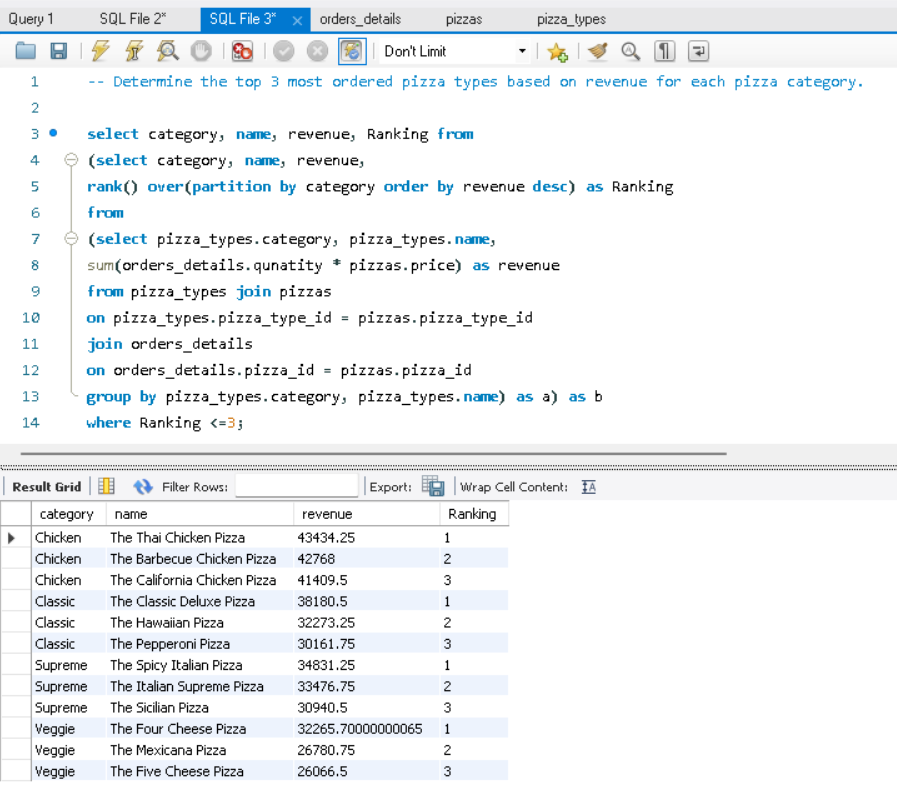 Query 1 SQL File 2* SQL File 3* × orders_details pizzas pizza_types
Don't Limit
1 -- Determine the top 3 most ordered pizza types based on revenue for each pizza category.
2
3 select category, name, revenue, Ranking from
4 (select category, name, revenue,
5 rank() over(partition by category order by revenue desc) as Ranking
6 from
7 (select pizza_types.category, pizza_types.name,
8 sum(orders_details.qunatity * pizzas.price) as revenue
9 from pizza_types join pizzas
10 on pizza_types.pizza_type_id = pizzas.pizza_type_id
11 join orders_details
12 on orders_details.pizza_id = pizzas.pizza_id
13 group by pizza_types.category, pizza_types.name) as a) as b
14 where Ranking <=3;
Result Grid Filter Rows: Export: Wrap Cell Content:
category name revenue Ranking
Chicken The Thai Chicken Pizza 43434.25 1
Chicken The Barbecue Chicken Pizza 42768 2
Chicken The California Chicken Pizza 41409.5 3
Classic The Classic Deluxe Pizza 38180.5 1
Classic The Hawaiian Pizza 32273.25 2
Classic The Pepperoni Pizza 30161.75 3
Supreme The Spicy Italian Pizza 34831.25 1
Supreme The Italian Supreme Pizza 33476.75 2
Supreme The Sicilian Pizza 30940.5 3
Veggie The Four Cheese Pizza 32265.70000000065 1
Veggie The Mexicana Pizza 26780.75 2
Veggie The Five Cheese Pizza 26066.5 3